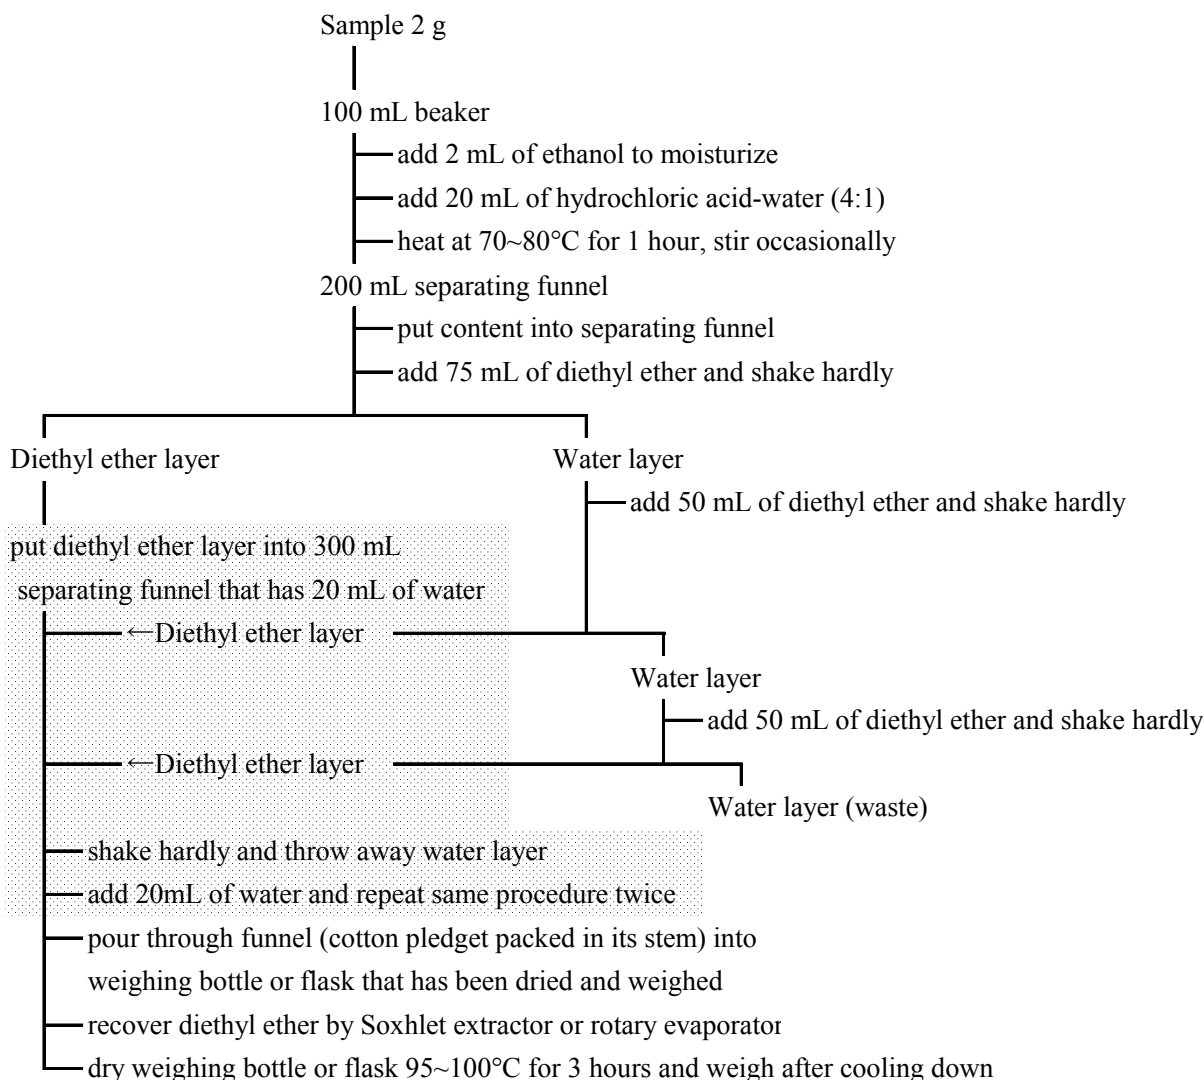 Sample 2 g
100 mL beaker
add 2 mL of ethanol to moisturize
add 20 mL of hydrochloric acid-water (4:1)
heat at 70~80°C for 1 hour, stir occasionally
200 mL separating funnel
put content into separating funnel
add 75 mL of diethyl ether and shake hardly
Diethyl ether layer
Water layer
add 50 mL of diethyl ether and shake hardly
put diethyl ether layer into 300 mL
separating funnel that has 20 mL of water
←Diethyl ether layer
Water layer
add 50 mL of diethyl ether and shake hardly
←Diethyl ether layer
Water layer (waste)
shake hardly and throw away water layer
add 20mL of water and repeat same procedure twice
pour through funnel (cotton pledget packed in its stem) into
weighing bottle or flask that has been dried and weighed
recover diethyl ether by Soxhlet extractor or rotary evaporator
dry weighing bottle or flask 95~100°C for 3 hours and weigh after cooling down